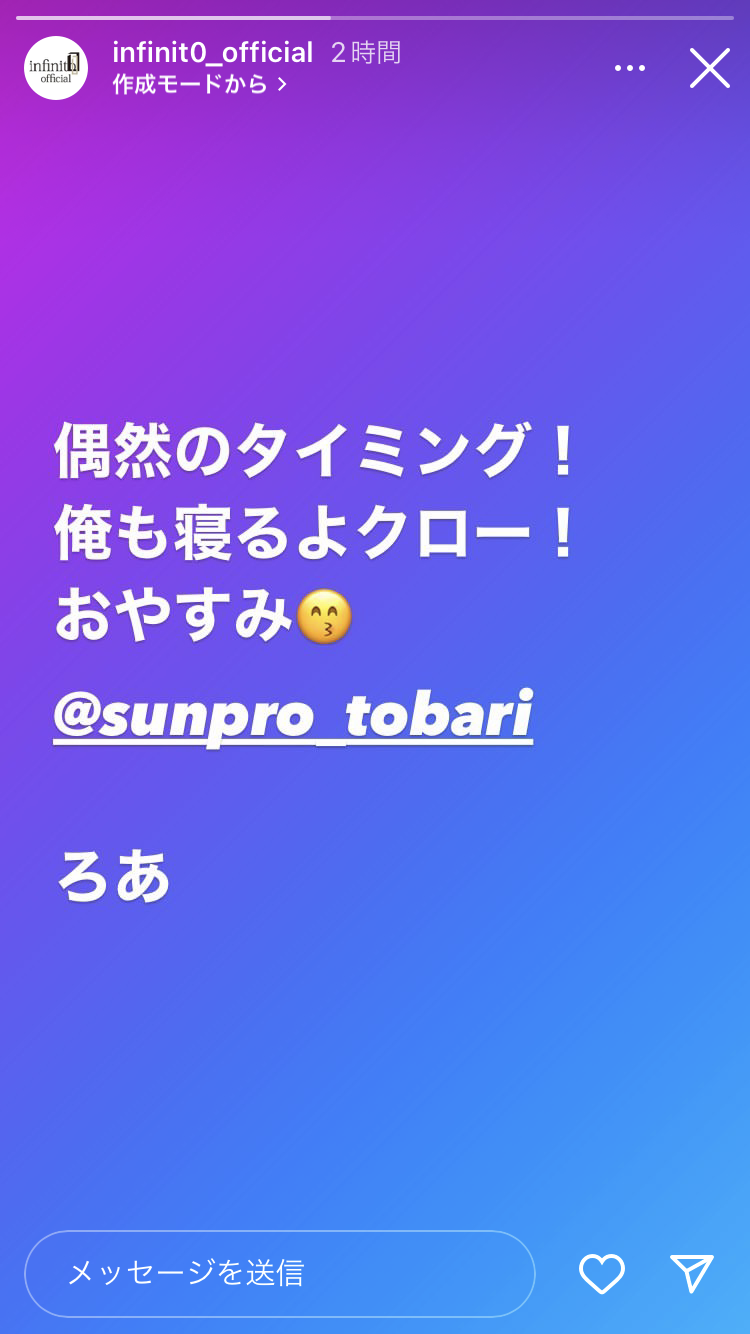 infinit0
official
infinit0_official 2時間
作成モードから
偶然のタイミング！
俺も寝るよクロー！
おやすみ😙
@sunpro_tobari
ろあ
メッセージを送信